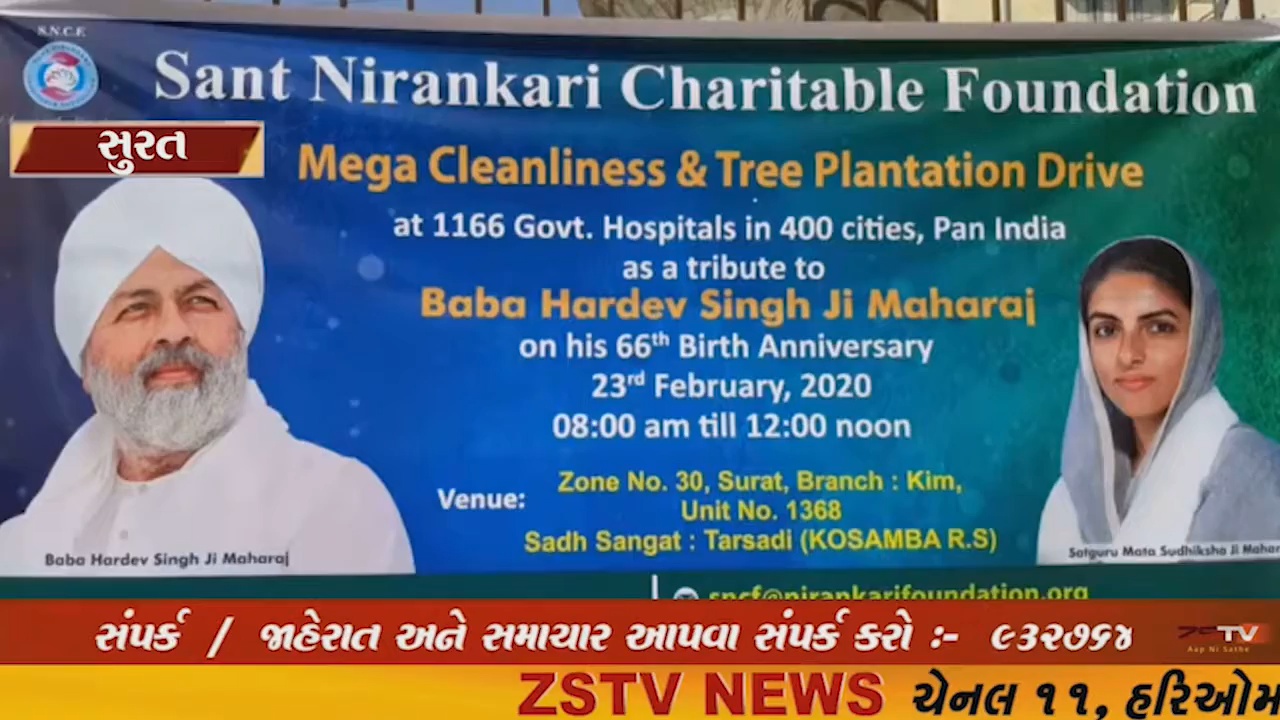 S.N.C.F.
Sant Nirankari Charitable Foundation
સુરત
Mega Cleanliness & Tree Plantation Drive
at 1166 Govt. Hospitals in 400 cities, Pan India
as a tribute to
Baba Hardev Singh Ji Maharaj
on his 66th Birth Anniversary
23rd February, 2020
08:00 am till 12:00 noon
Venue: Zone No. 30, Surat, Branch : Kim,
Unit No. 1368
Sadh Sangat : Tarsadi (KOSAMBA R.S)
Baba Hardev Singh Ji Maharaj
Satguru Mata Sudhiksha Ji Mahar
sncf@nirankarifoundation.org
સંપર્ક / જાહેરાત અને સમાચાર આપવા સંપર્ક કરો :- ૯૩૨૭૬૪
TV
Aap Ni Sathe
ZSTV NEWS ચેનલ ૧૧, હરિઓમ